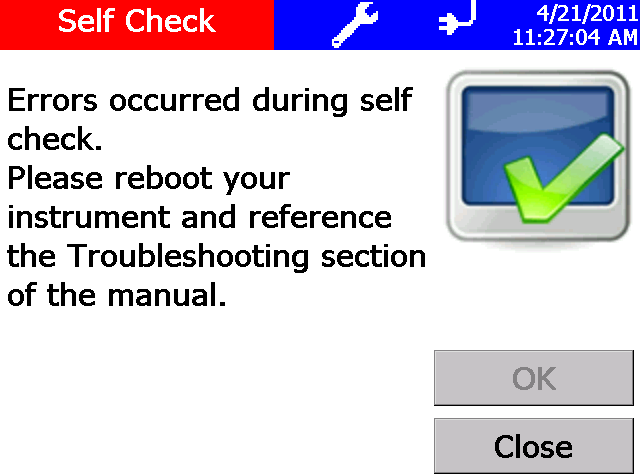 Self Check
4/21/2011
11:27:04 AM
Errors occurred during self
check.
Please reboot your
instrument and reference
the Troubleshooting section
of the manual.
OK
Close